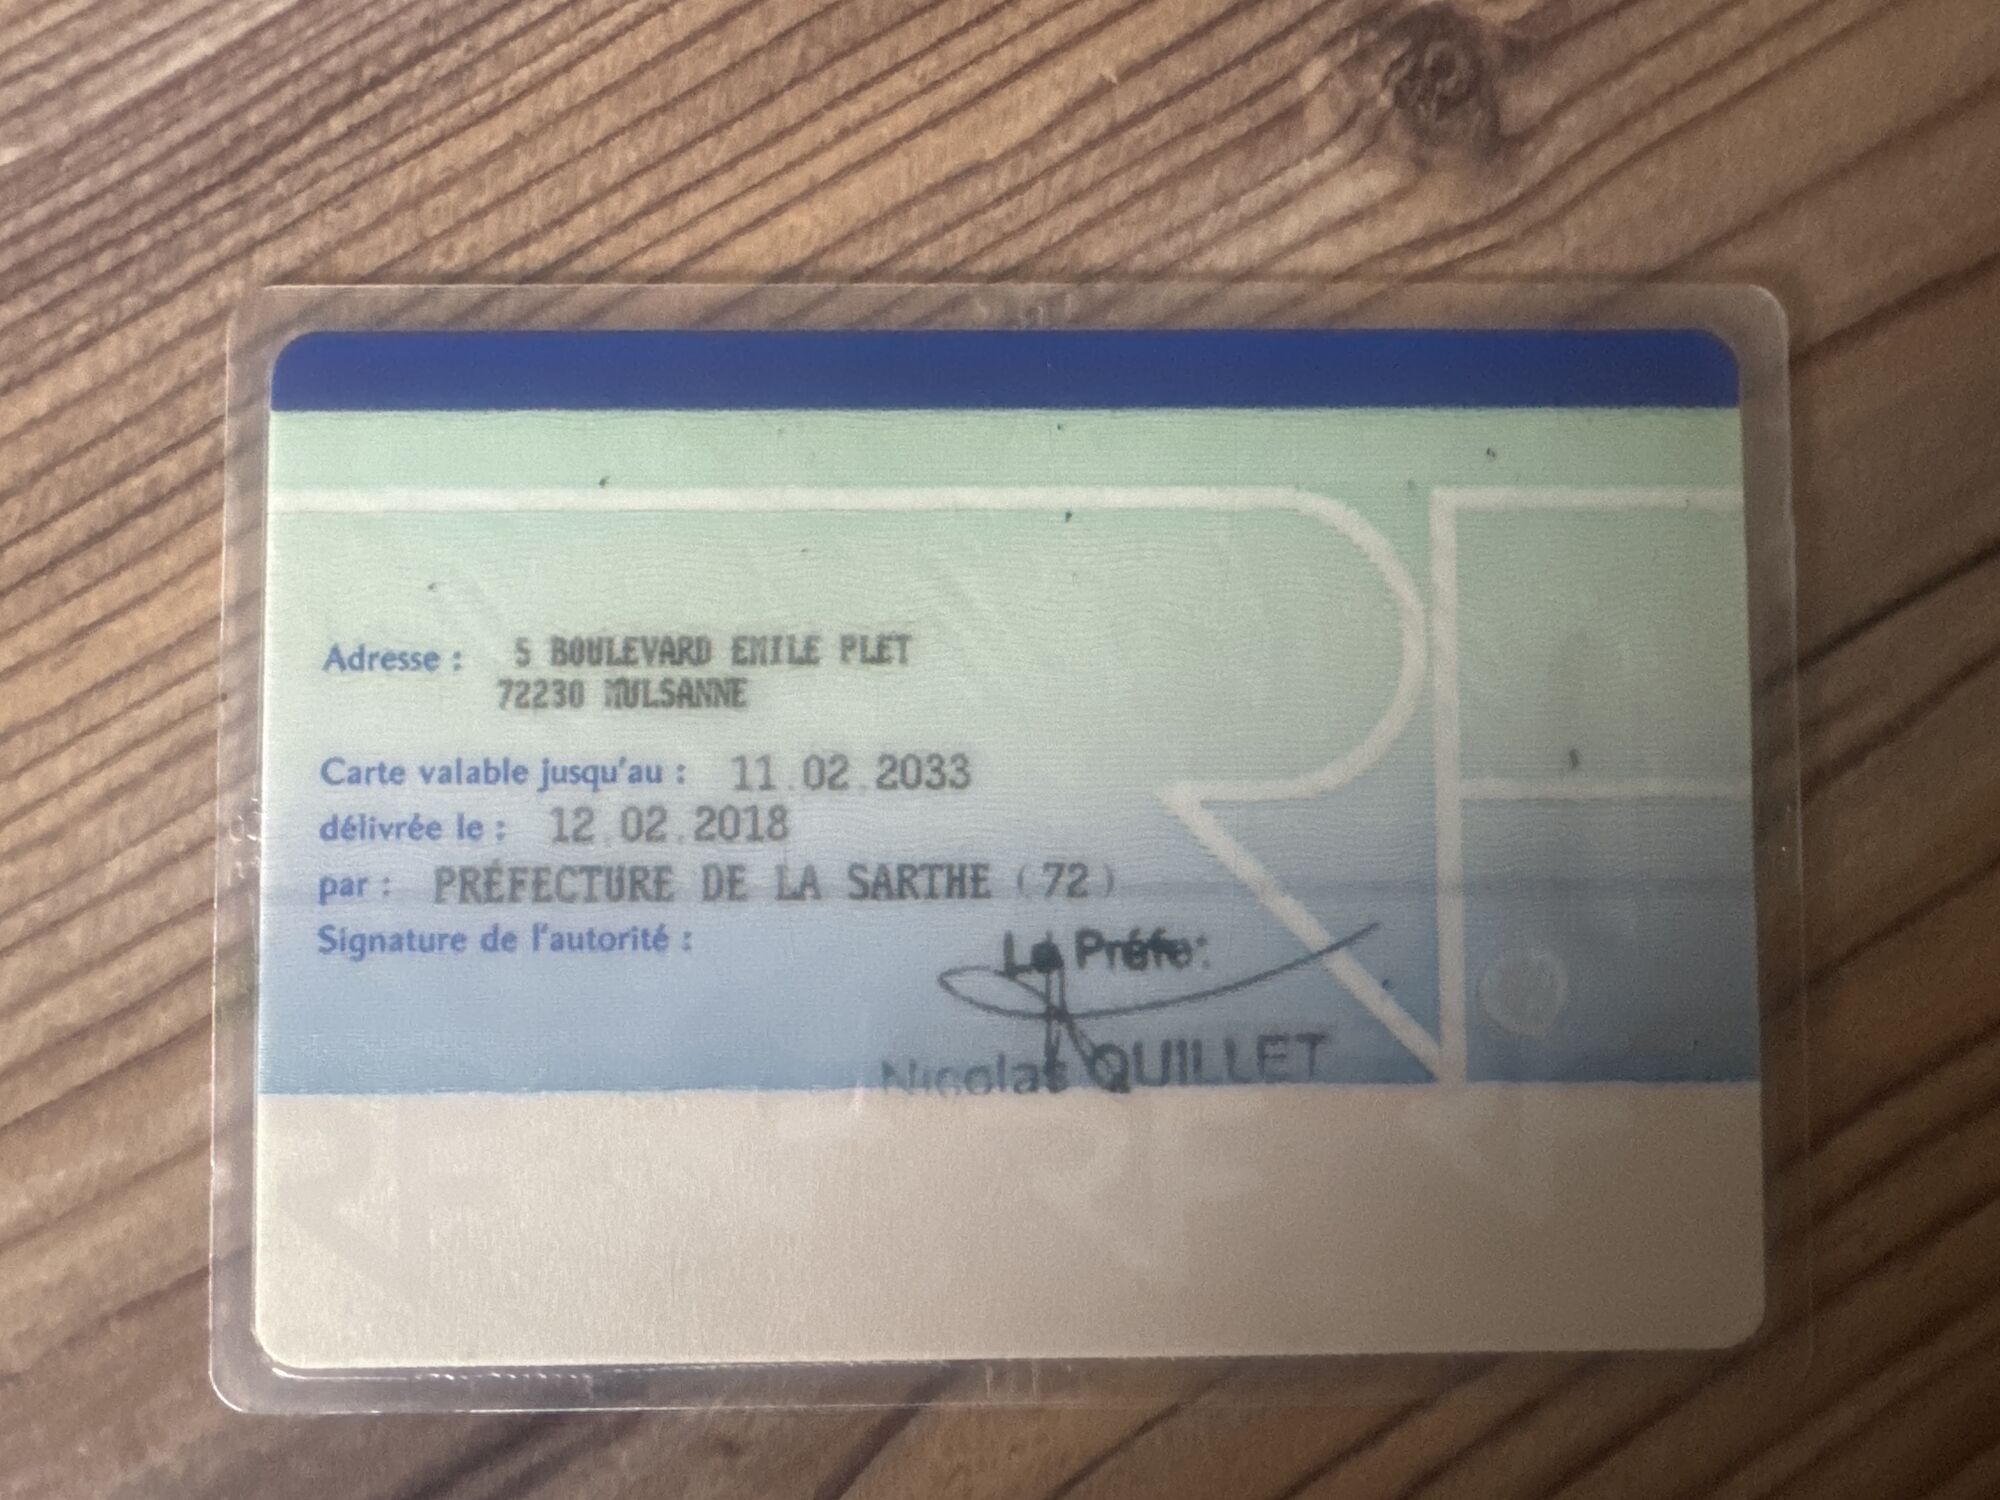 Adresse : 5 BOULEVARD EMILE PLET
72230 MULSANNE
Carte valable jusqu'au : 11.02.2033
délivrée le : 12.02.2018
par : PRÉFECTURE DE LA SARTHE (72)
Signature de l'autorité :
Le Préfet
Nicolas QUILLET
RF